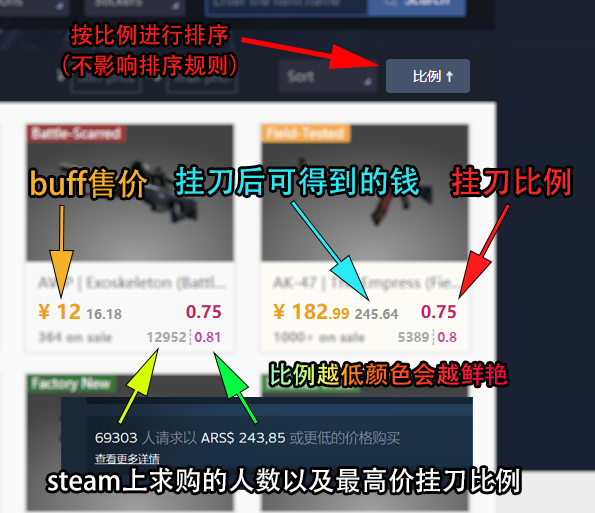 Stickers
Search
按比例进行排序
(不影响排序规则)
Sort
比例↑
Battle-Scarred
Field-Tested
buff售价
挂刀后可得到的钱
挂刀比例
AWP | Exoskeleton (Battl...
AK-47 | The Empress (Fie...
¥ 12 16.18 0.75
¥ 182.99 245.64 0.75
364 on sale 12952 0.81
1000+ on sale 5389 0.8
比例越低颜色会越鲜艳
Factory New
69303 人请求以 ARS$ 243,85 或更低的价格购买
查看更多详情
steam上求购的人数以及最高价挂刀比例